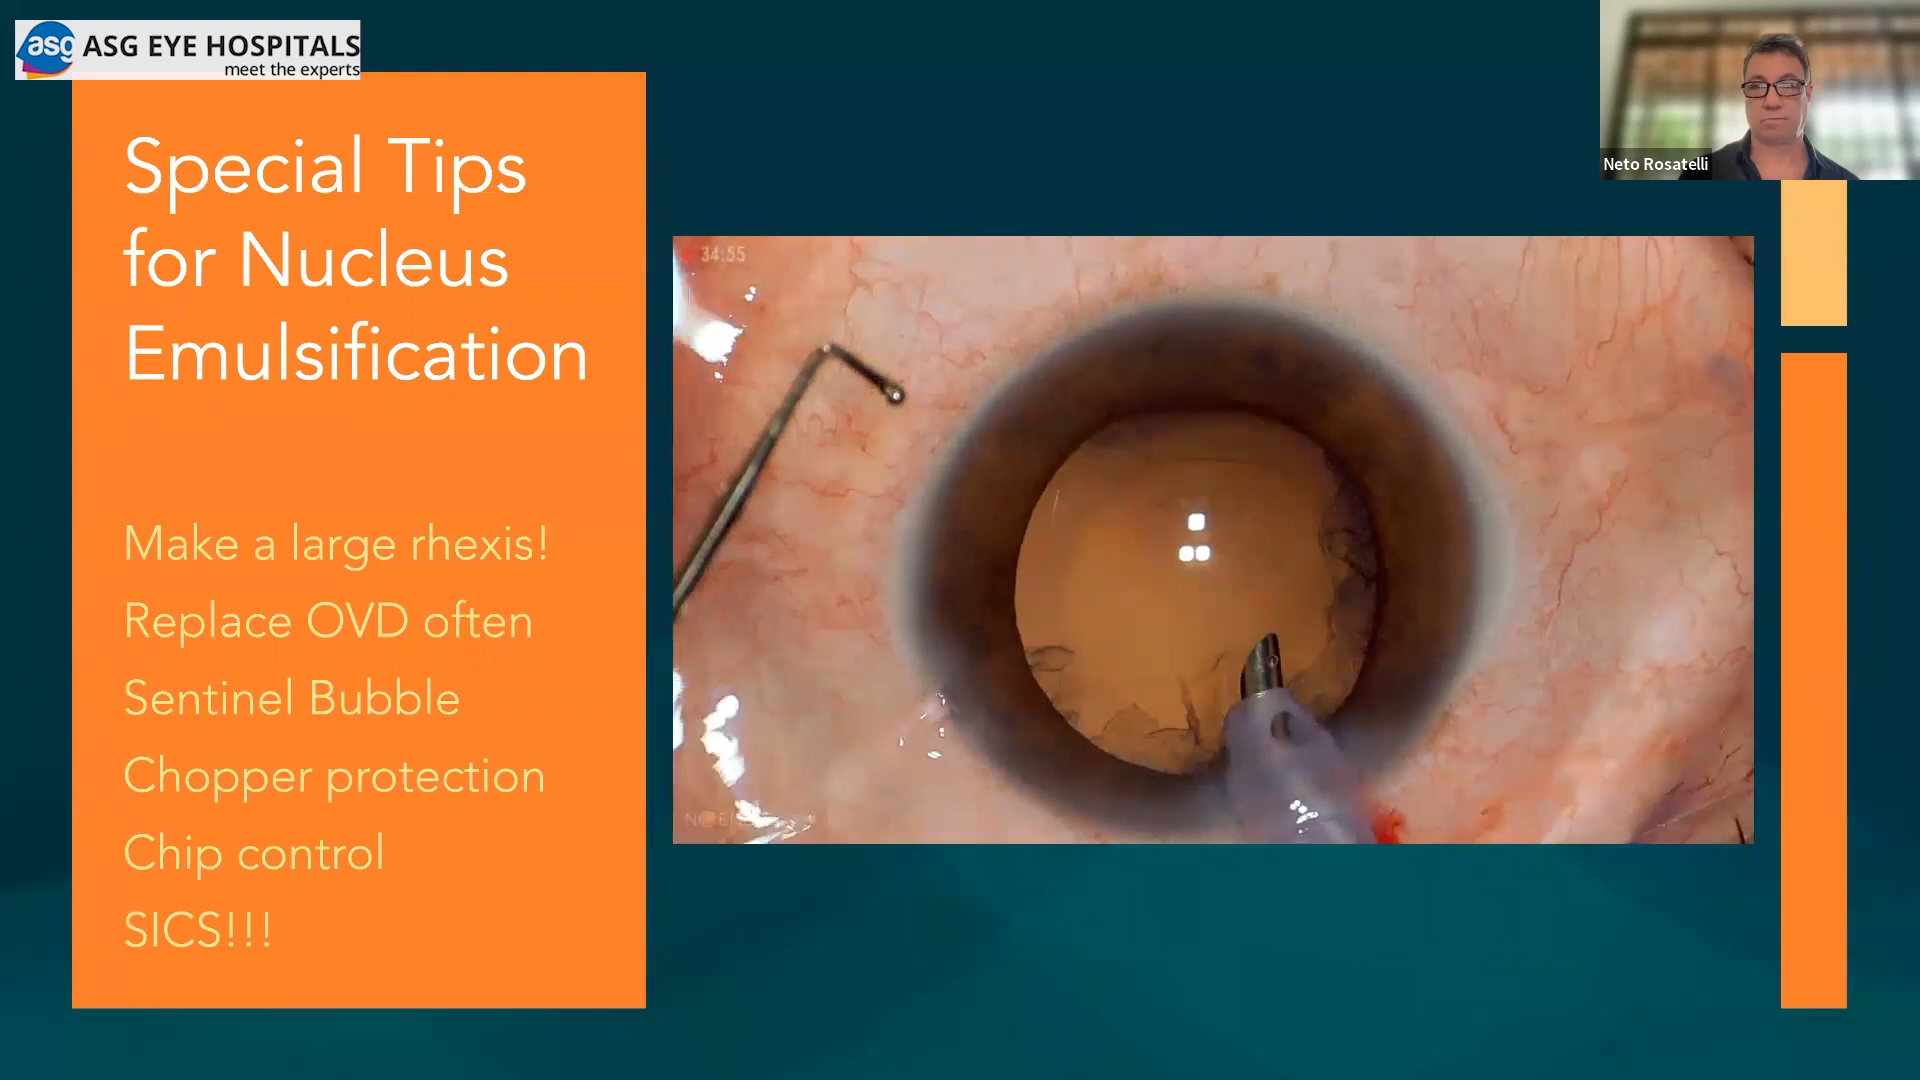 asg ASG EYE HOSPITALS
meet the experts
Neto Rosatelli
Special Tips
for Nucleus
Emulsification
Make a large rhexis!
Replace OVD often
Sentinel Bubble
Chopper protection
Chip control
SICS!!!
34:55